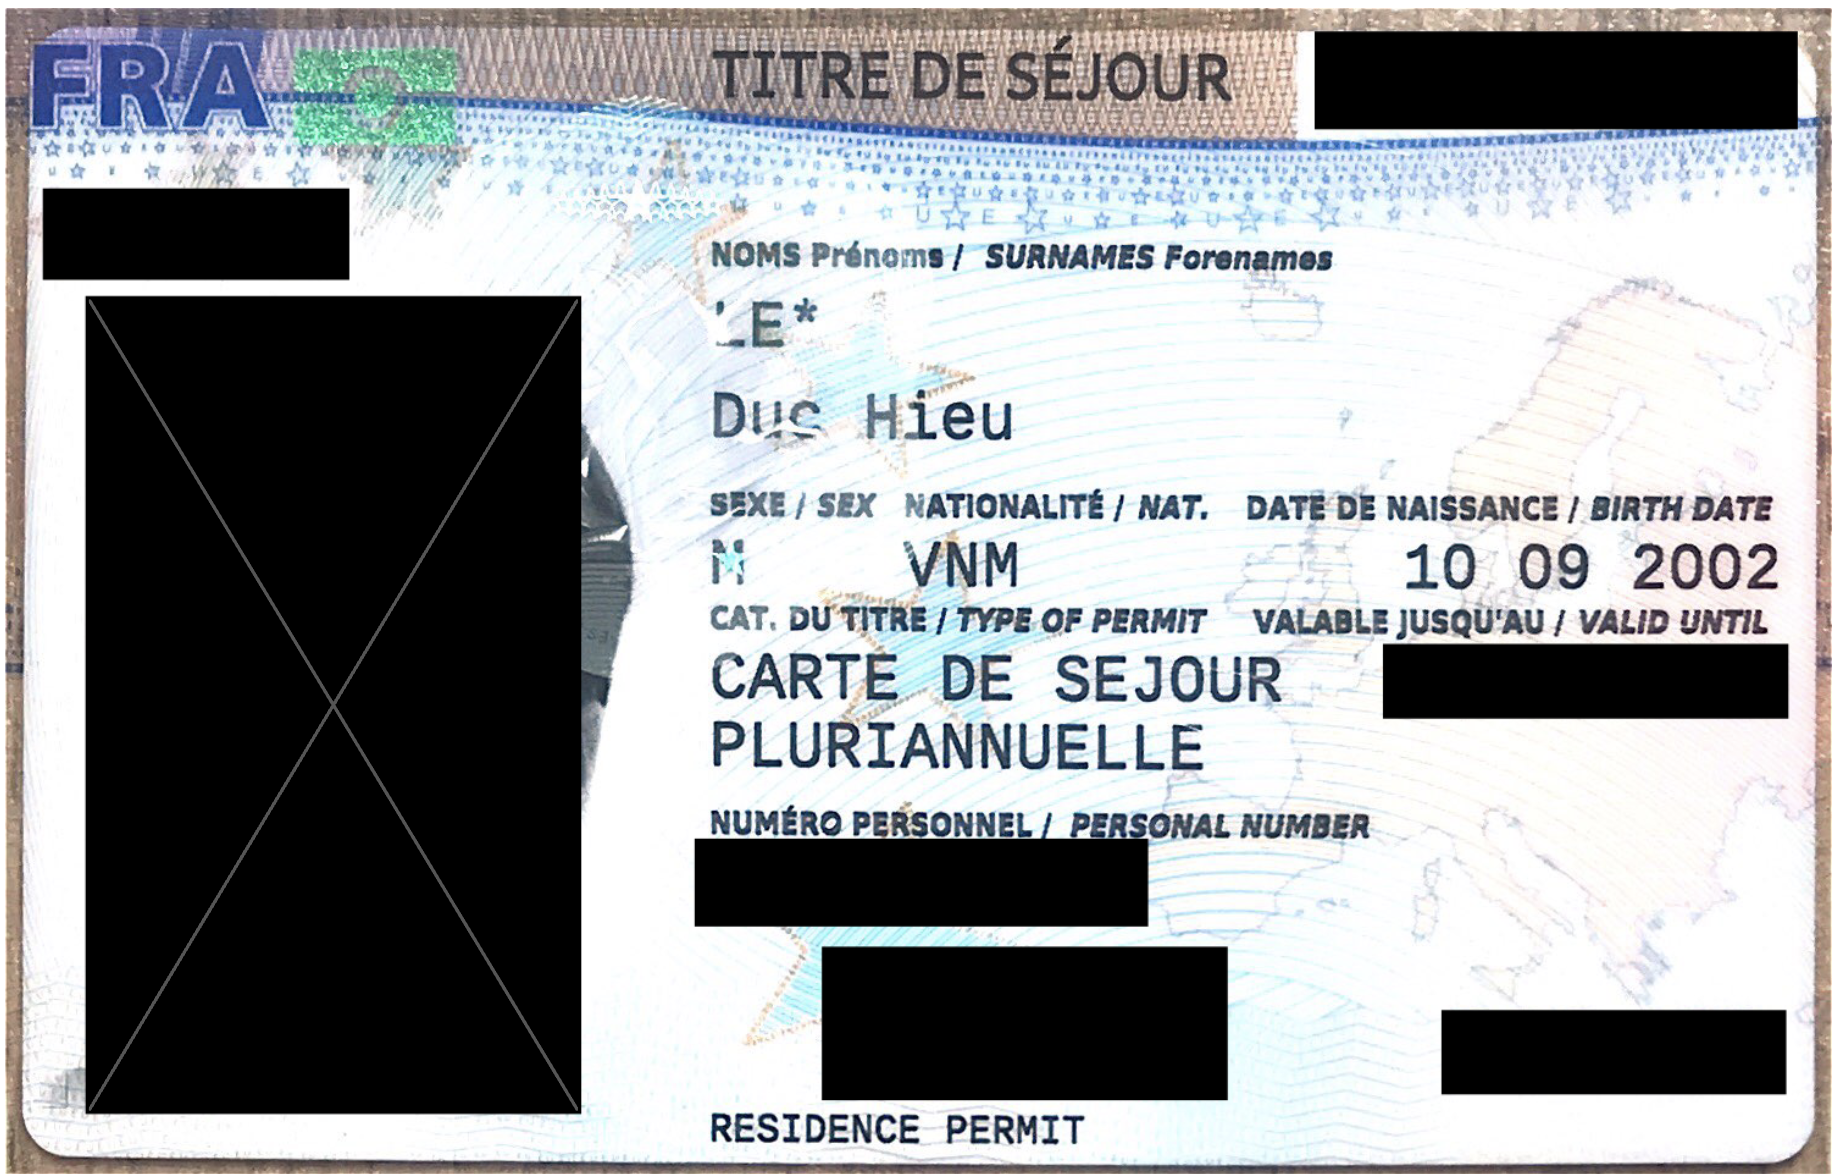 FRA
TITRE DE SÉJOUR
NOMS Prénoms / SURNAMES Forenames
LE*
Duc Hieu
SEXE / SEX NATIONALITÉ / NAT. DATE DE NAISSANCE / BIRTH DATE
M VNM 10 09 2002
CAT. DU TITRE / TYPE OF PERMIT VALABLE JUSQU'AU / VALID UNTIL
CARTE DE SEJOUR
PLURIANNUELLE
NUMÉRO PERSONNEL / PERSONAL NUMBER
RESIDENCE PERMIT